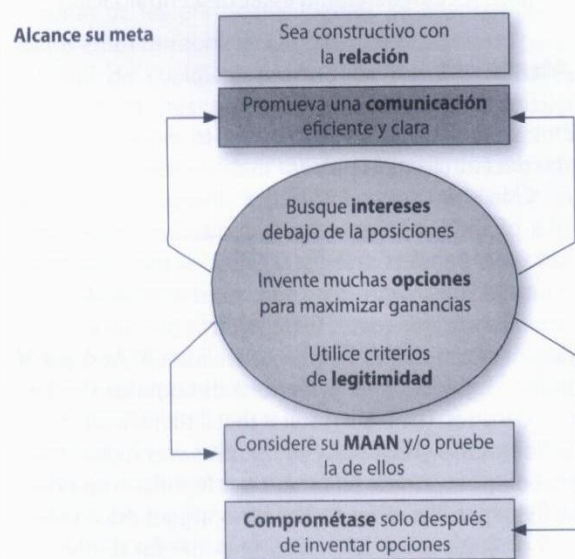 Alcance su meta
Sea constructivo con
la relación
Promueva una comunicación
eficiente y clara
Busque intereses
debajo de la posiciones
Invente muchas opciones
para maximizar ganancias
Utilice criterios
de legitimidad
Considere su MAAN y/o pruebe
la de ellos
Comprométase solo después
de inventar opciones